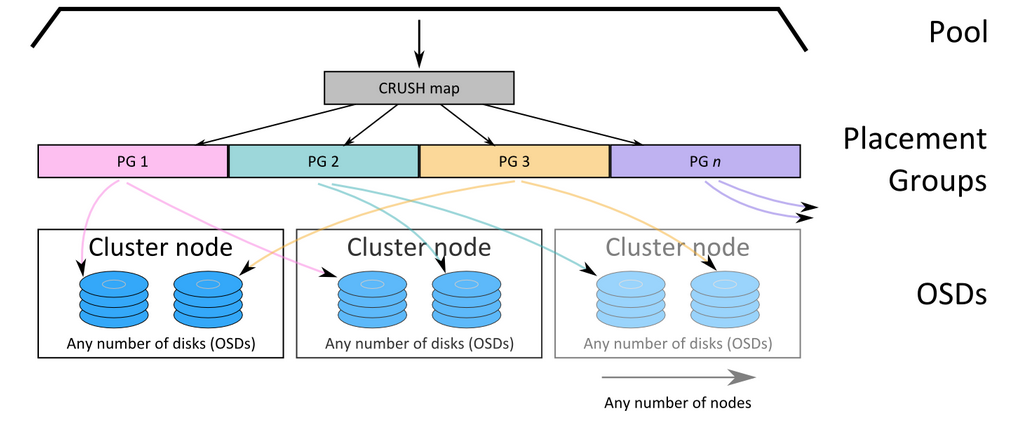 Pool
CRUSH map
Placement
Groups
PG 1
PG 2
PG 3
PG n
Cluster node
Cluster node
Cluster node
OSDs
Any number of disks (OSDs)
Any number of disks (OSDs)
Any number of disks (OSDs)
Any number of nodes